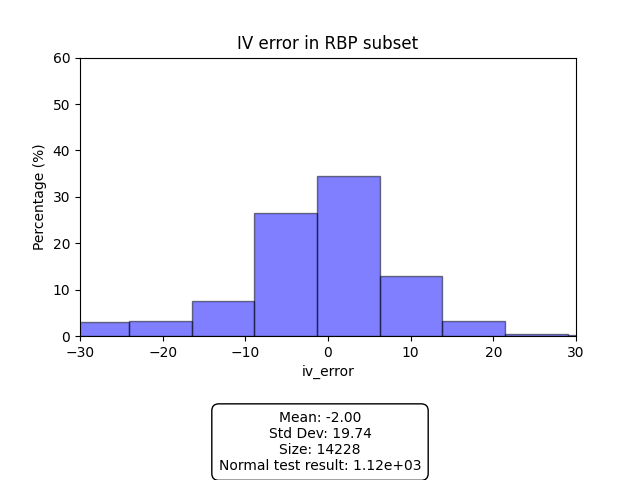 IV error in RBP subset
60
50
40
30
20
10
0
Percentage (%)
−30
−20
−10
0
10
20
30
iv_error
Mean: -2.00
Std Dev: 19.74
Size: 14228
Normal test result: 1.12e+03